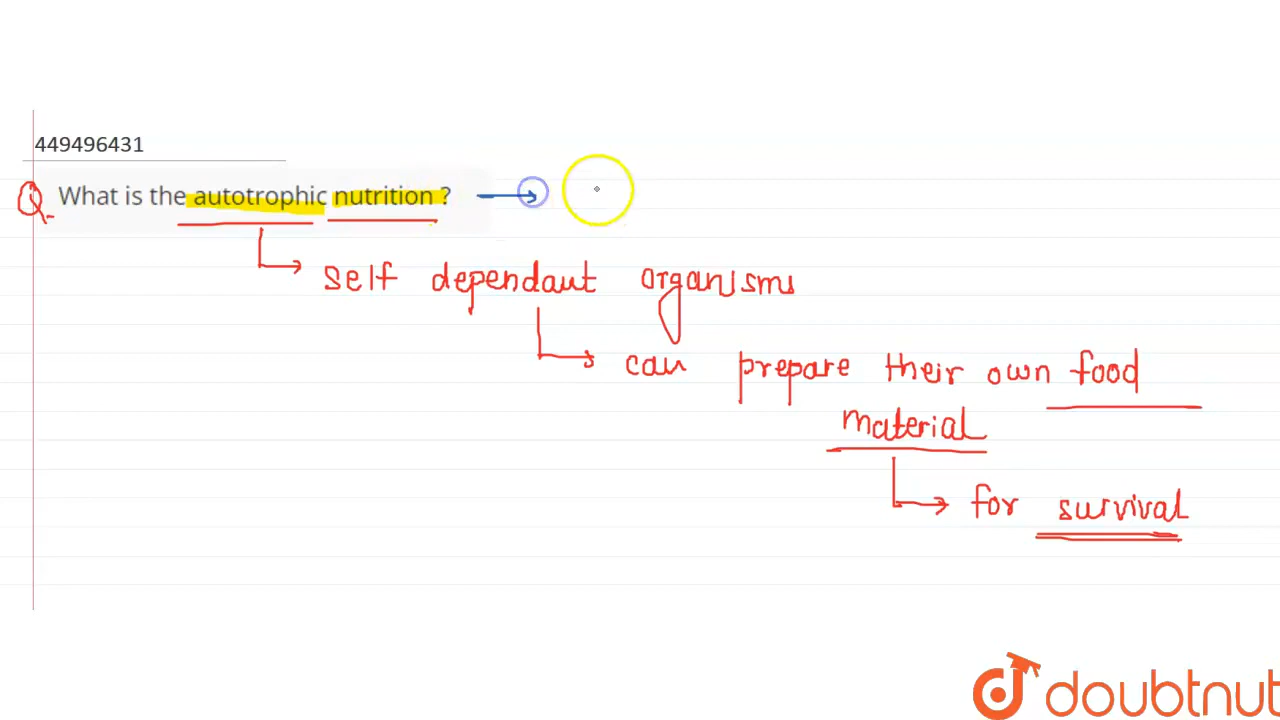 449496431
Q. What is the autotrophic nutrition ?
self dependant organisms
can prepare their own food
material
for survival
doubtnut